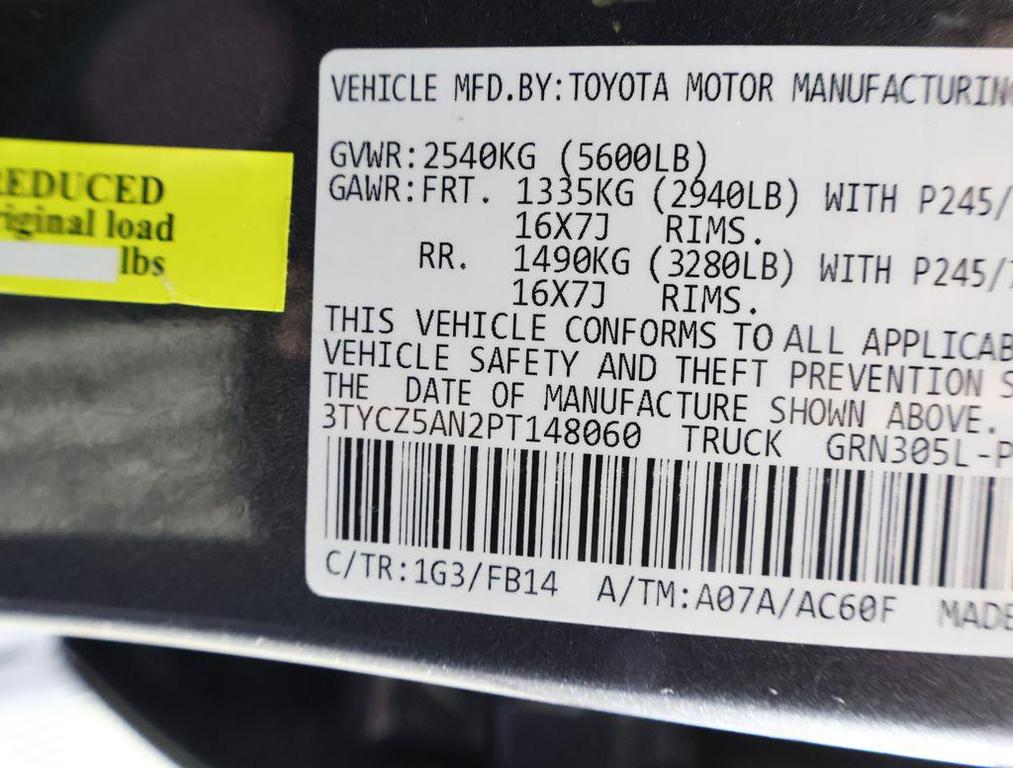 REDUCED
riginal load
lbs
VEHICLE MFD.BY:TOYOTA MOTOR MANUFACTURING
GVWR:2540KG (5600LB)
GAWR:FRT. 1335KG (2940LB) WITH P245/
16X7J RIMS.
RR. 1490KG (3280LB) WITH P245/7
16X7J RIMS.
THIS VEHICLE CONFORMS TO ALL APPLICAB
VEHICLE SAFETY AND THEFT PREVENTION S
THE DATE OF MANUFACTURE SHOWN ABOVE.
3TYCZ5AN2PT148060 TRUCK GRN305L-P
C/TR:1G3/FB14 A/TM:A07A/AC60F MADE